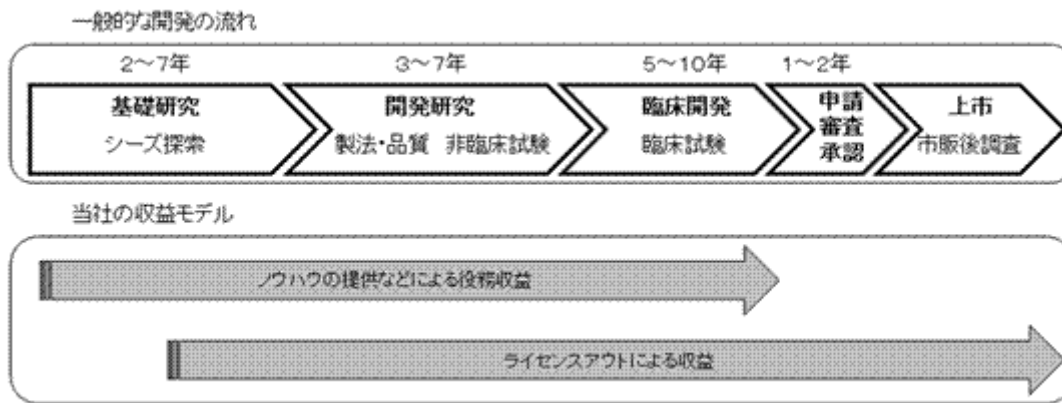 一般的な開発の流れ
2～7年
3～7年
5～10年
1～2年
基礎研究
シーズ探索
開発研究
製法・品質 非臨床試験
臨床開発
臨床試験
申請
審査
承認
上市
市販後調査
当社の収益モデル
ノウハウの提供などによる役務収益
ライセンスアウトによる収益